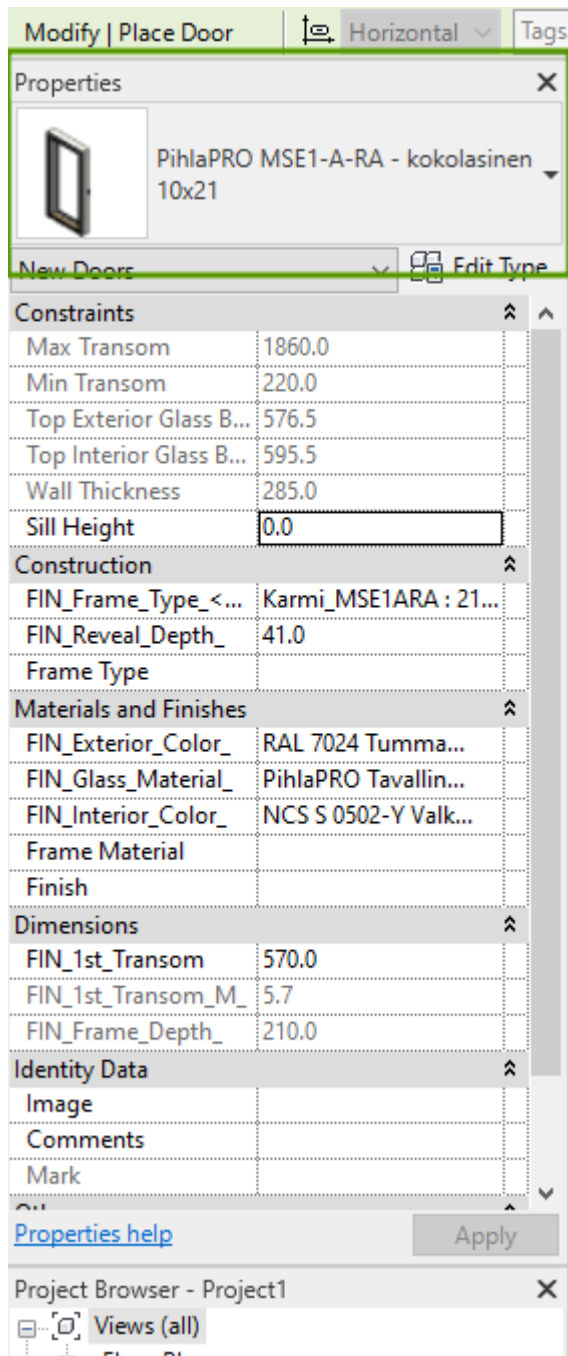 Modify | Place Door Horizontal Tags
Properties
PihlaPRO MSE1-A-RA - kokolasinen
10x21
New Doors Edit Type
Constraints
Max Transom 1860.0
Min Transom 220.0
Top Exterior Glass B... 576.5
Top Interior Glass B... 595.5
Wall Thickness 285.0
Sill Height 0.0
Construction
FIN_Frame_Type_<... Karmi_MSE1ARA : 21...
FIN_Reveal_Depth_ 41.0
Frame Type
Materials and Finishes
FIN_Exterior_Color_ RAL 7024 Tumma...
FIN_Glass_Material_ PihlaPRO Tavallin...
FIN_Interior_Color_ NCS S 0502-Y Valk...
Frame Material
Finish
Dimensions
FIN_1st_Transom 570.0
FIN_1st_Transom_M_ 5.7
FIN_Frame_Depth_ 210.0
Identity Data
Image
Comments
Mark
Properties help Apply
Project Browser - Project1
Views (all)